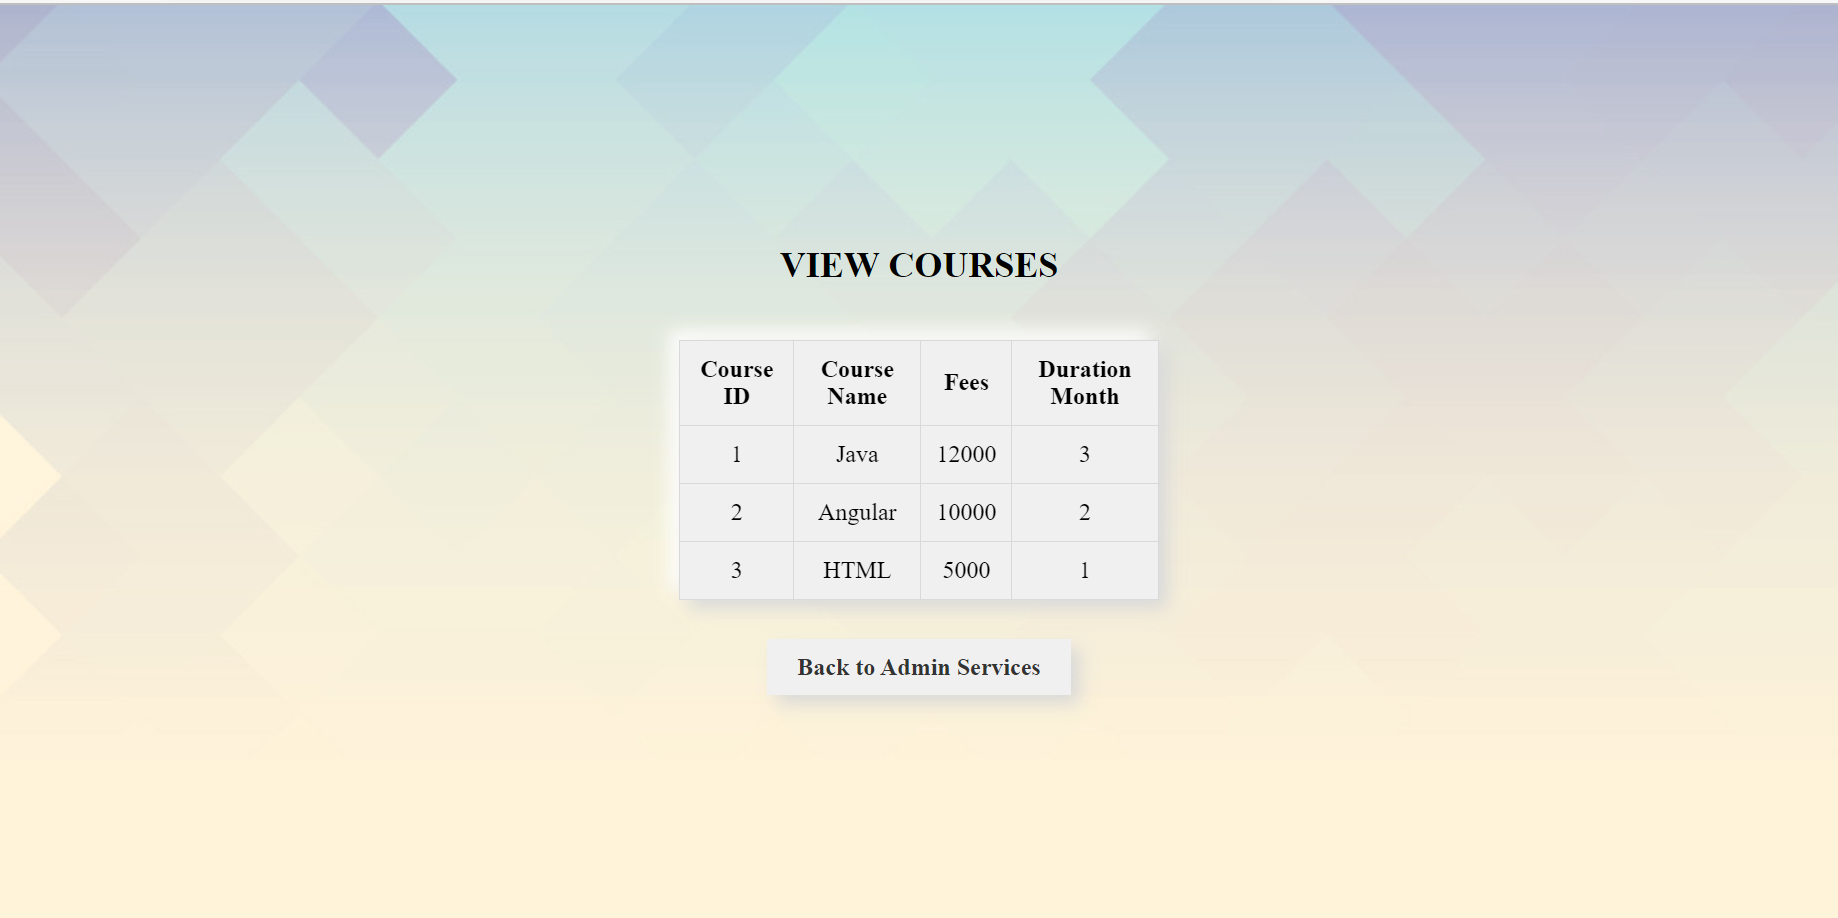 VIEW COURSES
Course ID Course Name Fees Duration Month
1 Java 12000 3
2 Angular 10000 2
3 HTML 5000 1
Back to Admin Services